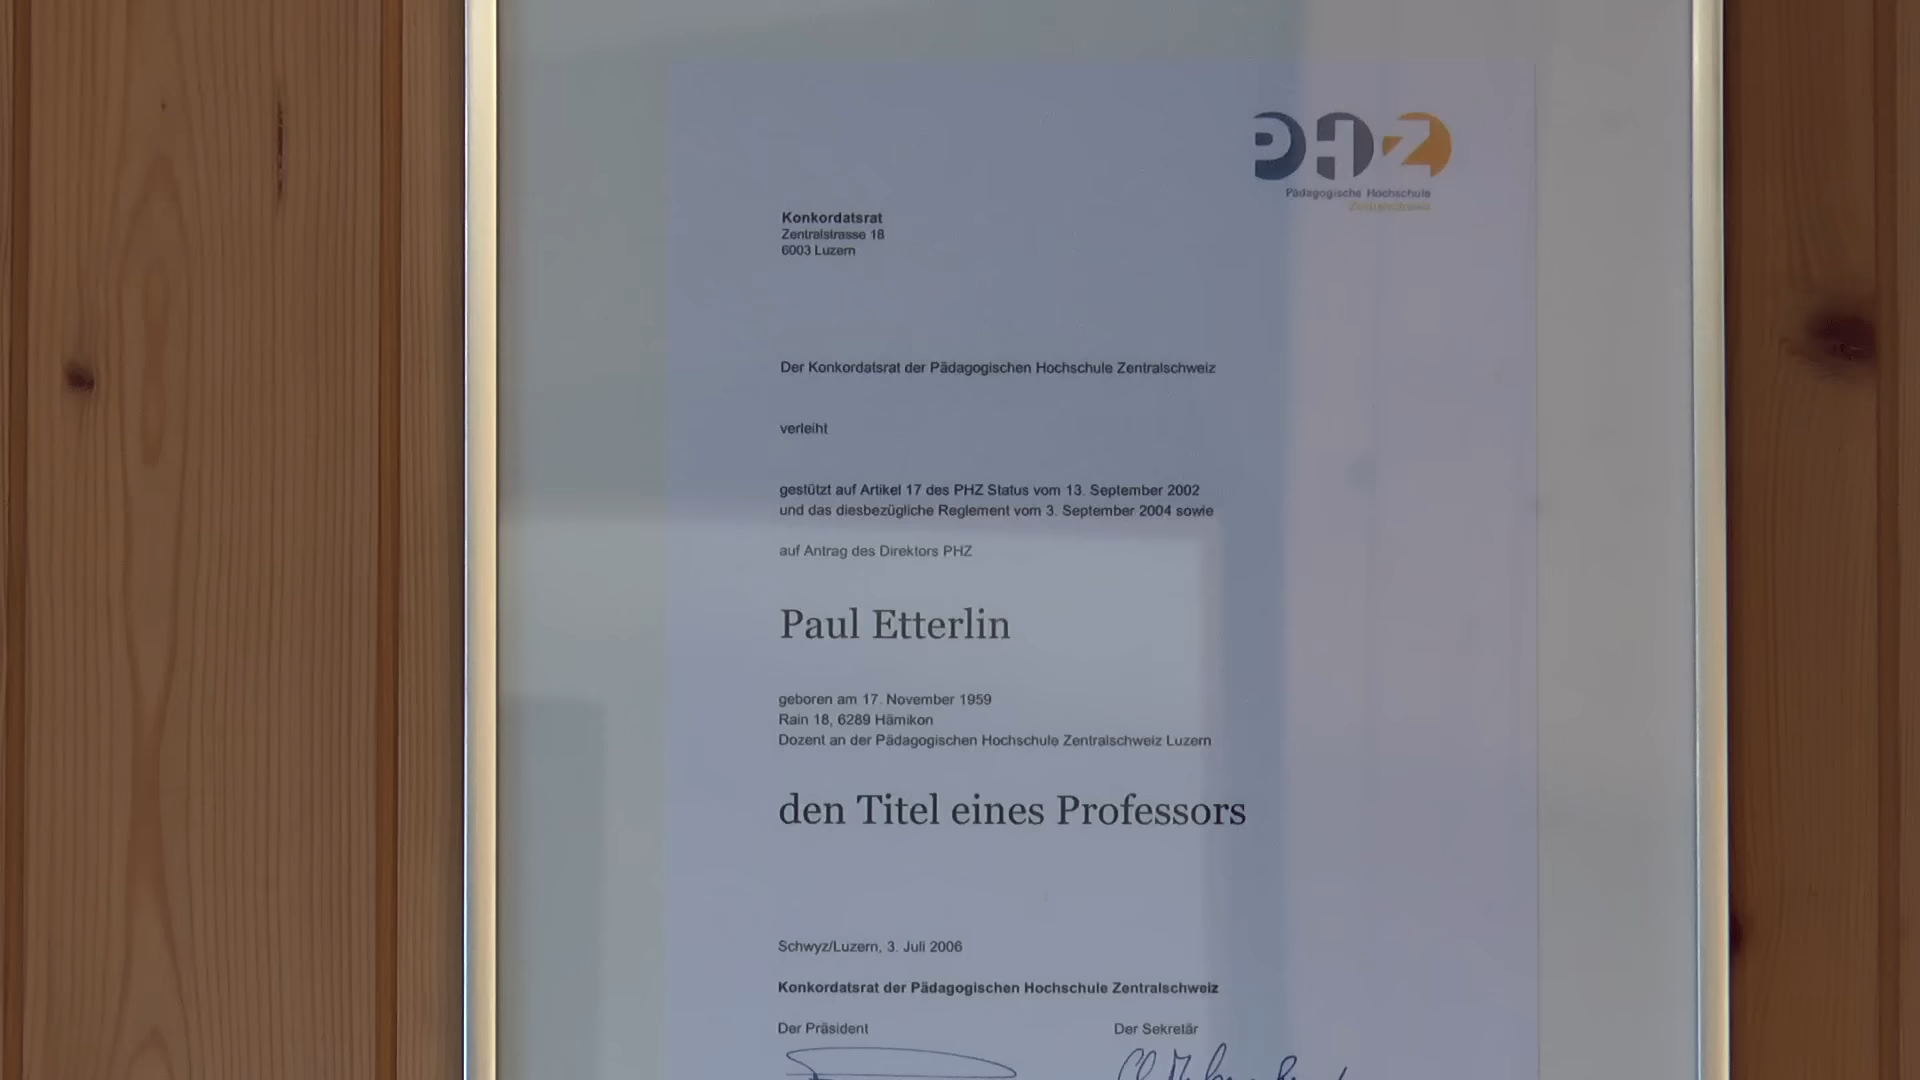 PHZ
Pädagogische Hochschule
Zentralschweiz
Konkordatsrat
Zentralstrasse 18
6003 Luzern
Der Konkordatsrat der Pädagogischen Hochschule Zentralschweiz
verleiht
gestützt auf Artikel 17 des PHZ Status vom 13. September 2002
und das diesbezügliche Reglement vom 3. September 2004 sowie
auf Antrag des Direktors PHZ
Paul Etterlin
geboren am 17. November 1959
Rain 18, 6289 Hämikon
Dozent an der Pädagogischen Hochschule Zentralschweiz Luzern
den Titel eines Professors
Schwyz/Luzern, 3. Juli 2006
Konkordatsrat der Pädagogischen Hochschule Zentralschweiz
Der Präsident Der Sekretär